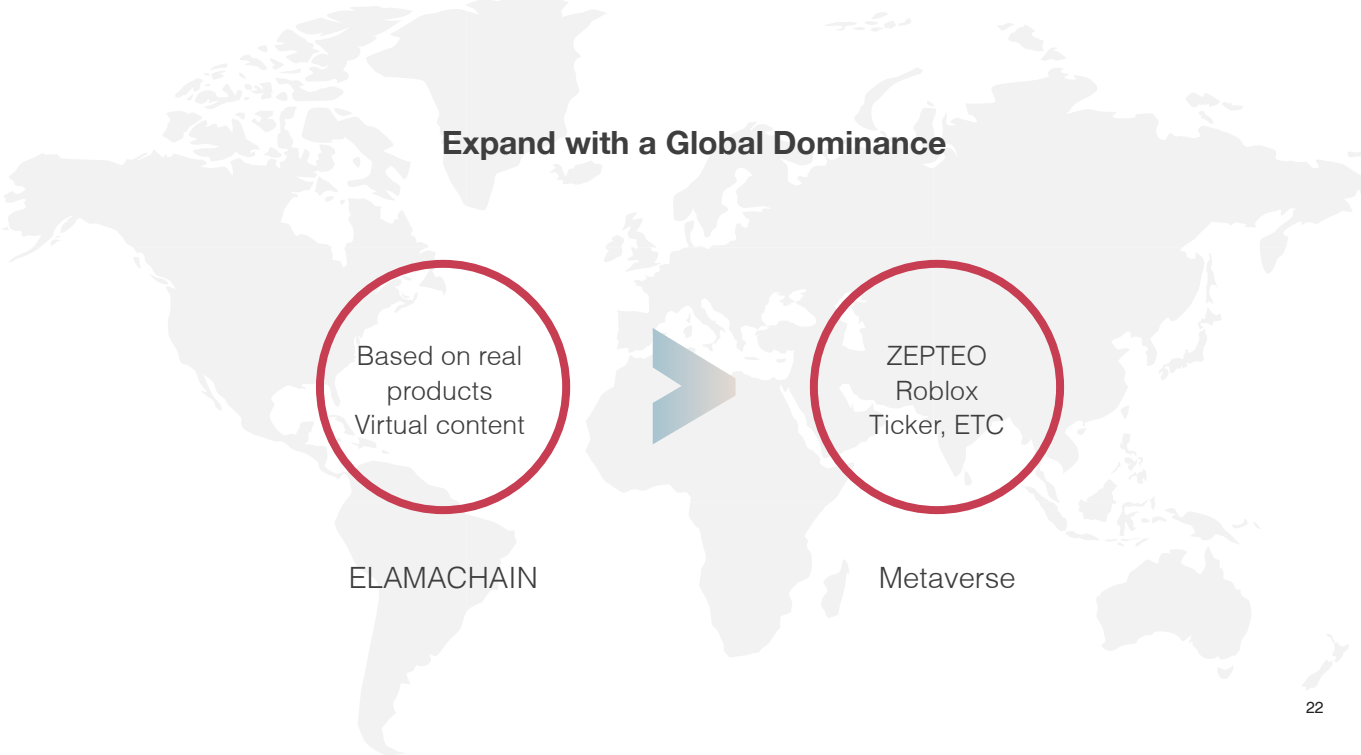 Expand with a Global Dominance
Based on real
products
Virtual content
ZEPTEO
Roblox
Ticker, ETC
ELAMACHAIN
Metaverse
22